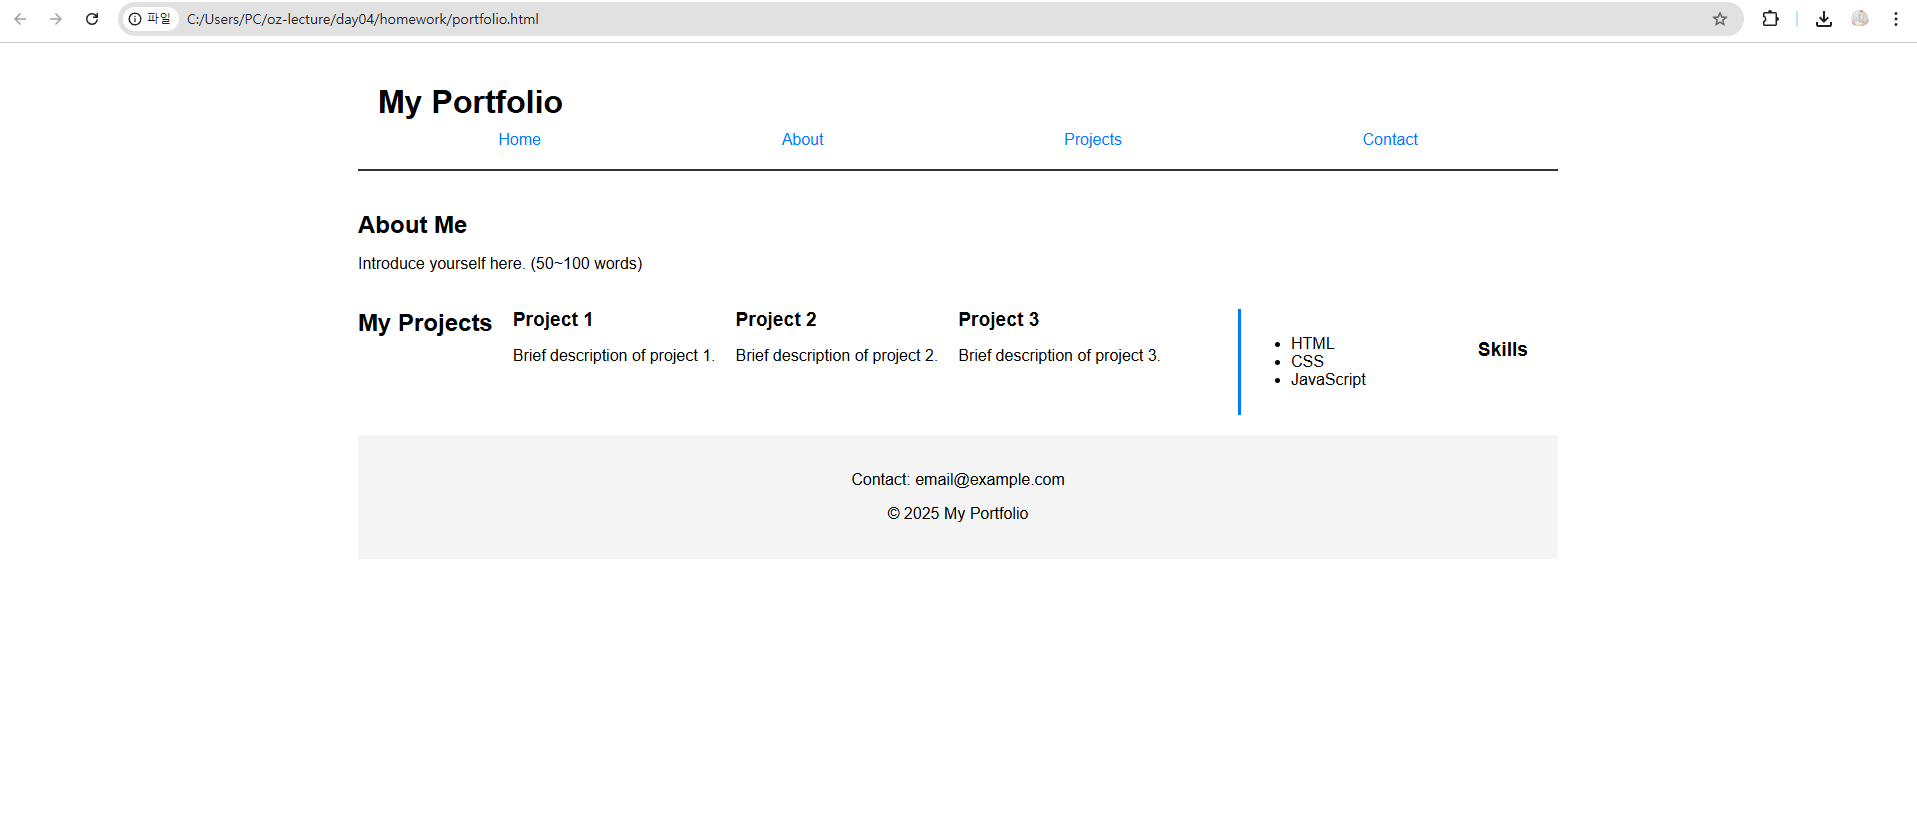 파일 C:/Users/PC/oz-lecture/day04/homework/portfolio.html
My Portfolio
Home About Projects Contact
About Me
Introduce yourself here. (50~100 words)
My Projects
Project 1
Brief description of project 1.
Project 2
Brief description of project 2.
Project 3
Brief description of project 3.
HTML
CSS
JavaScript
Skills
Contact: email@example.com
© 2025 My Portfolio